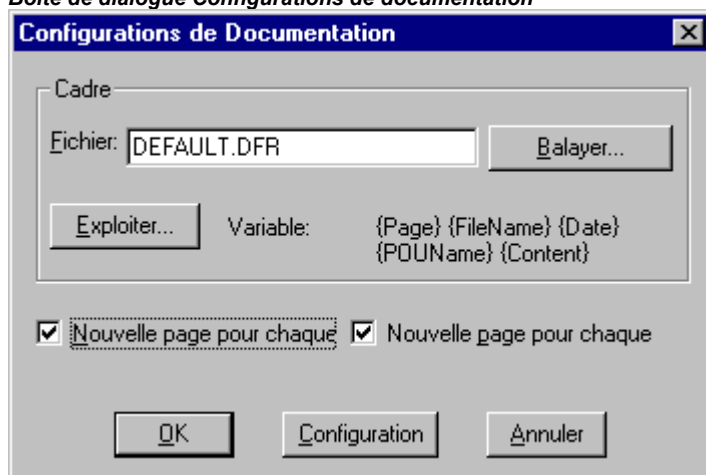 Boîte de dialogue Configurations de documentation
Configurations de Documentation
Cadre
Fichier: DEFAULT.DFR Balayer...
Exploiter... Variable: {Page} {FileName} {Date}
{POUName} {Content}
Nouvelle page pour chaque Nouvelle page pour chaque
OK Configuration Annuler